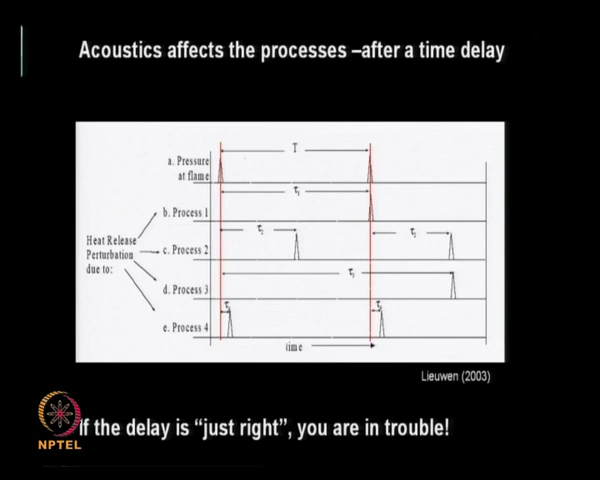 Acoustics affects the processes –after a time delay
T
a. Pressure
at flame
τ₁
b. Process 1
Heat Release
Perturbation
due to:
τ₂
τ₂
c. Process 2
τ₃
d. Process 3
τ₄
τ₄
e. Process 4
time
Lieuwen (2003)
If the delay is “just right”, you are in trouble!
NPTEL